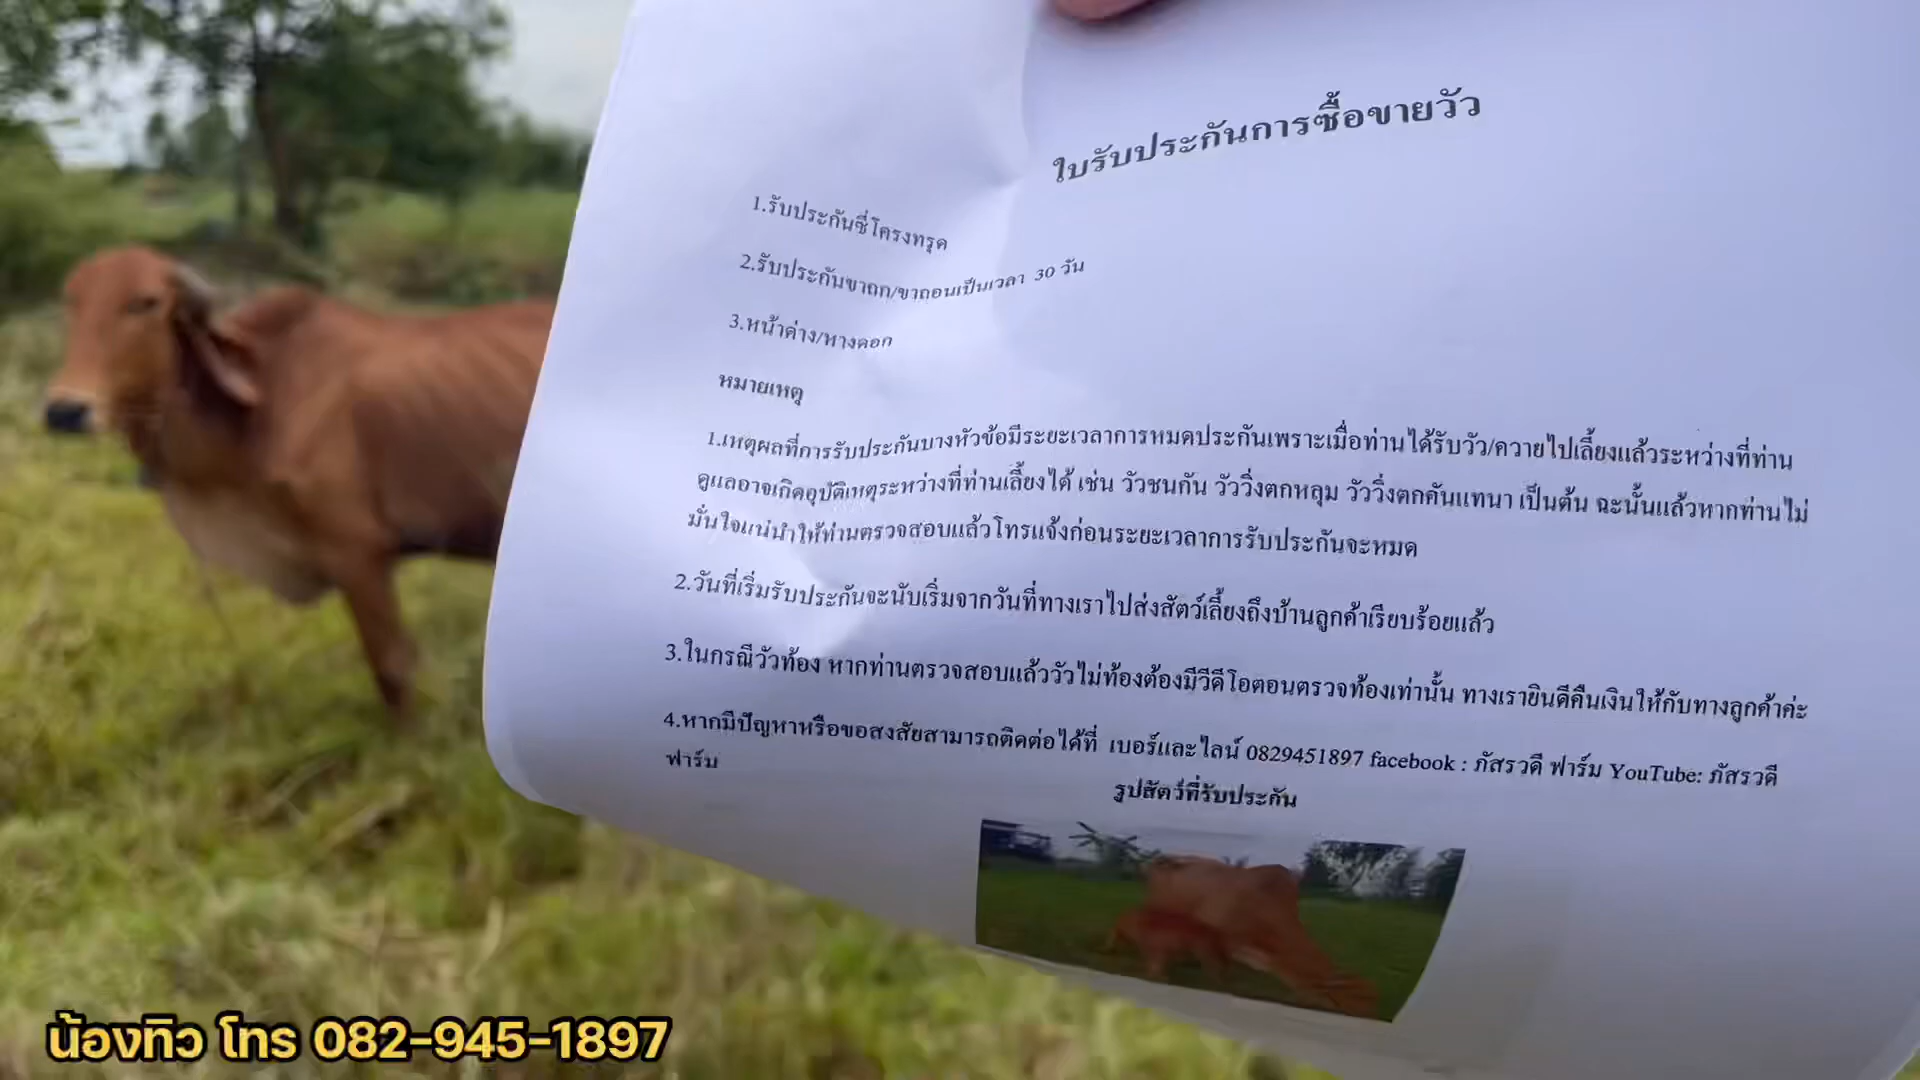 ใบรับประกันการซื้อขายวัว
1.รับประกันซี่โครงทรุด
2.รับประกันขาถก/ขาถอนเป็นเวลา 30 วัน
3.หน้าด่าง/หางดอก
หมายเหตุ
1.เหตุผลที่การรับประกันบางหัวข้อมีระยะเวลาการหมดประกันเพราะเมื่อท่านได้รับวัว/ควายไปเลี้ยงแล้วระหว่างที่ท่าน
ดูแลอาจเกิดอุบัติเหตุระหว่างที่ท่านเลี้ยงได้ เช่น วัวชนกัน วัววิ่งตกหลุม วัววิ่งตกคันแทนา เป็นต้น ฉะนั้นแล้วหากท่านไม่
มั่นใจแนะนำให้ท่านตรวจสอบแล้วโทรแจ้งก่อนระยะเวลาการรับประกันจะหมด
2.วันที่เริ่มรับประกันจะนับเริ่มจากวันที่ทางเราไปส่งสัตว์เลี้ยงถึงบ้านลูกค้าเรียบร้อยแล้ว
3.ในกรณีวัวท้อง หากท่านตรวจสอบแล้ววัวไม่ท้องต้องมีวีดีโอตอนตรวจท้องเท่านั้น ทางเรายินดีคืนเงินให้กับทางลูกค้าค่ะ
4.หากมีปัญหาหรือขอสงสัยสามารถติดต่อได้ที่ เบอร์และไลน์ 0829451897 facebook : ภัสรวดี ฟาร์ม YouTube: ภัสรวดี
ฟาร์ม
รูปสัตว์ที่รับประกัน
น้องทิว โทร 082-945-1897